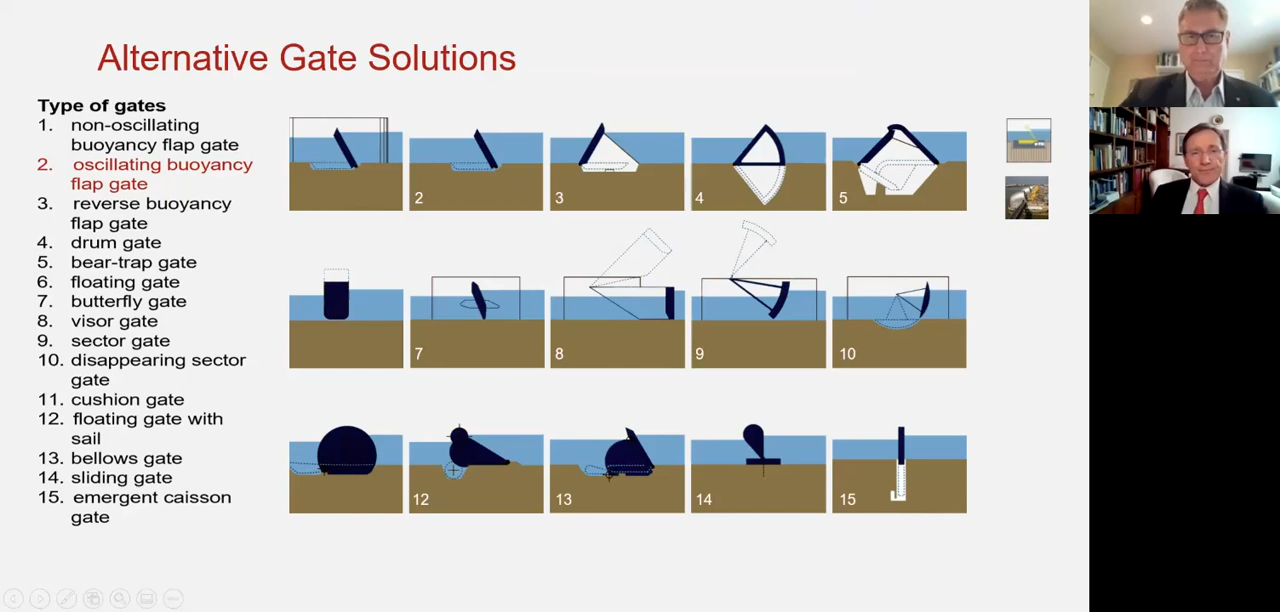 Alternative Gate Solutions
Type of gates
1. non-oscillating
buoyancy flap gate
2. oscillating buoyancy
flap gate
3. reverse buoyancy
flap gate
4. drum gate
5. bear-trap gate
6. floating gate
7. butterfly gate
8. visor gate
9. sector gate
10. disappearing sector
gate
11. cushion gate
12. floating gate with
sail
13. bellows gate
14. sliding gate
15. emergent caisson
gate
2
3
4
5
7
8
9
10
12
13
14
15